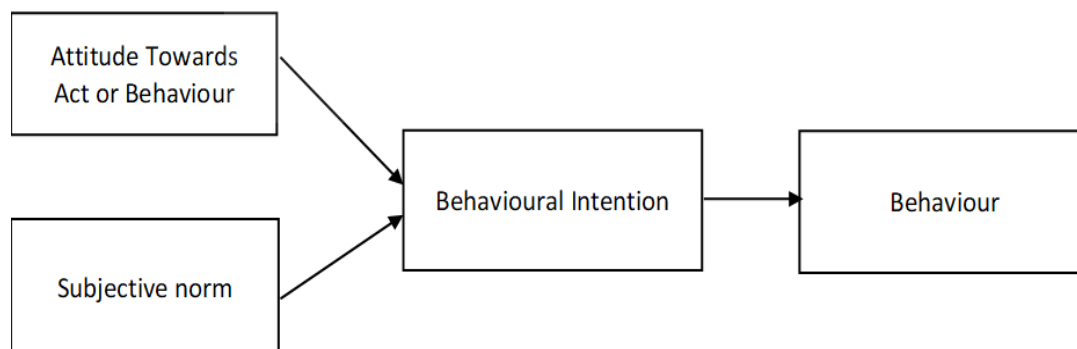 Attitude Towards
Act or Behaviour
Behavioural Intention
Behaviour
Subjective norm